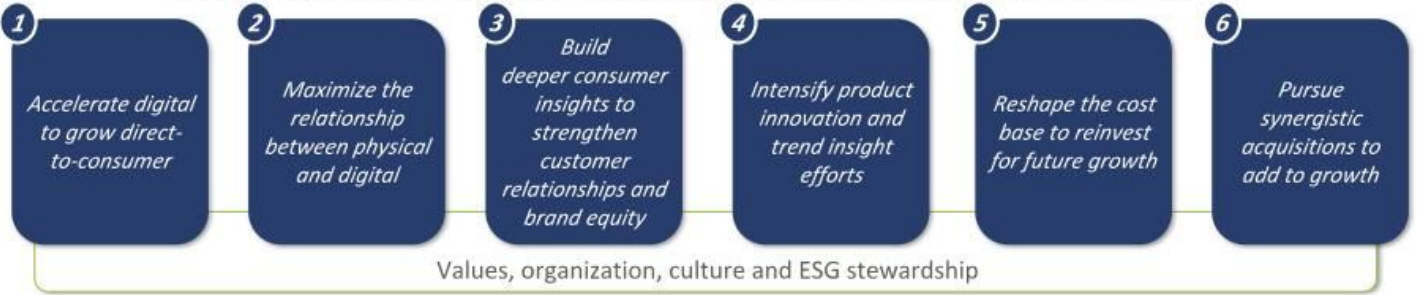 1
Accelerate digital
to grow direct-
to-consumer
2
Maximize the
relationship
between physical
and digital
3
Build
deeper consumer
insights to
strengthen
customer
relationships and
brand equity
4
Intensify product
innovation and
trend insight
efforts
5
Reshape the cost
base to reinvest
for future growth
6
Pursue
synergistic
acquisitions to
add to growth
Values, organization, culture and ESG stewardship